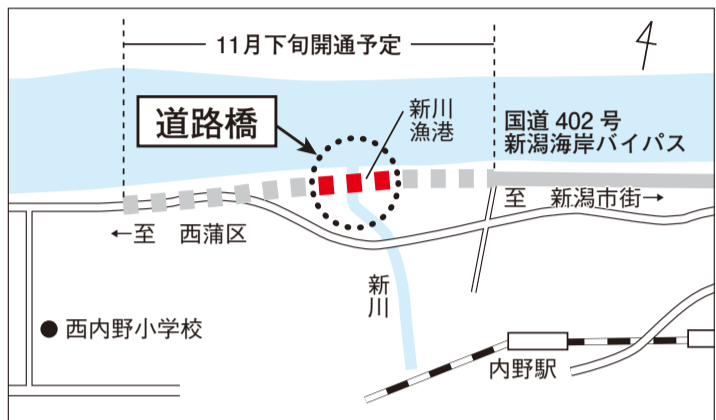 11月下旬開通予定
道路橋
新川
漁港
国道 402 号
新潟海岸バイパス
至 新潟市街→
←至 西蒲区
新川
西内野小学校
内野駅